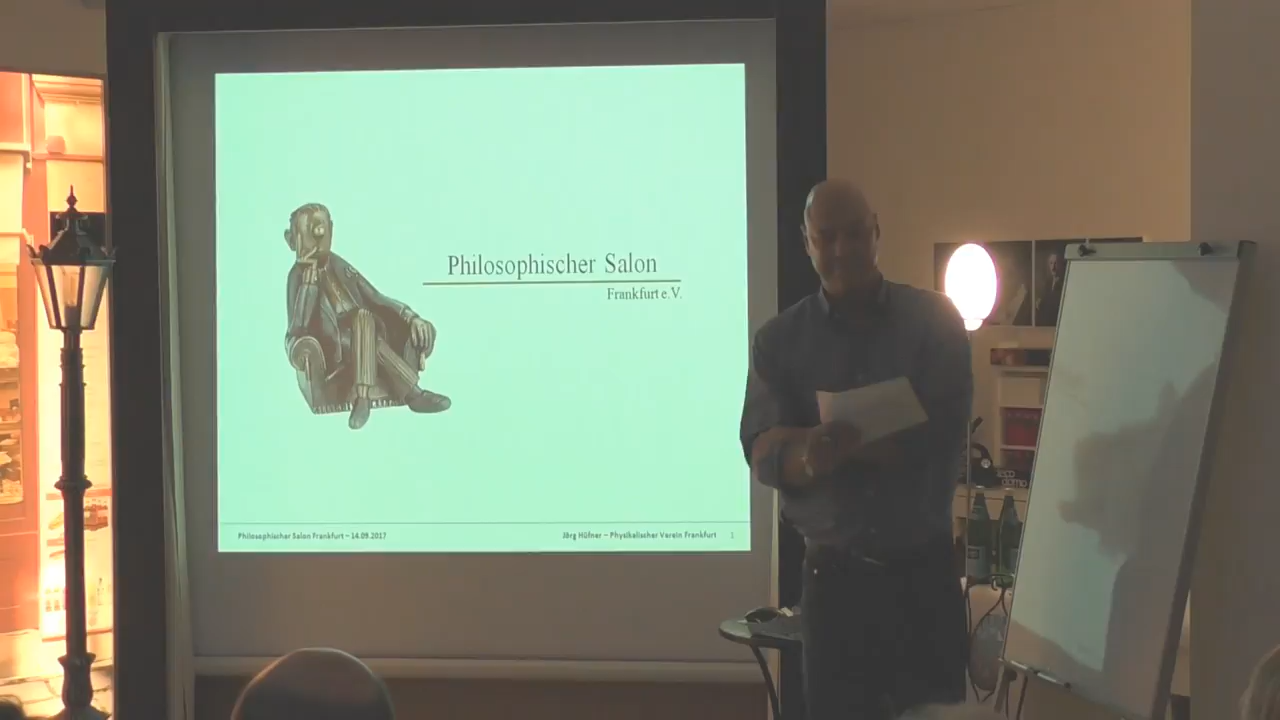 Philosophischer Salon
Frankfurt e.V.
Philosophischer Salon Frankfurt – 14.09.2017
Jörg Hüfner – Physikalischer Verein Frankfurt 1